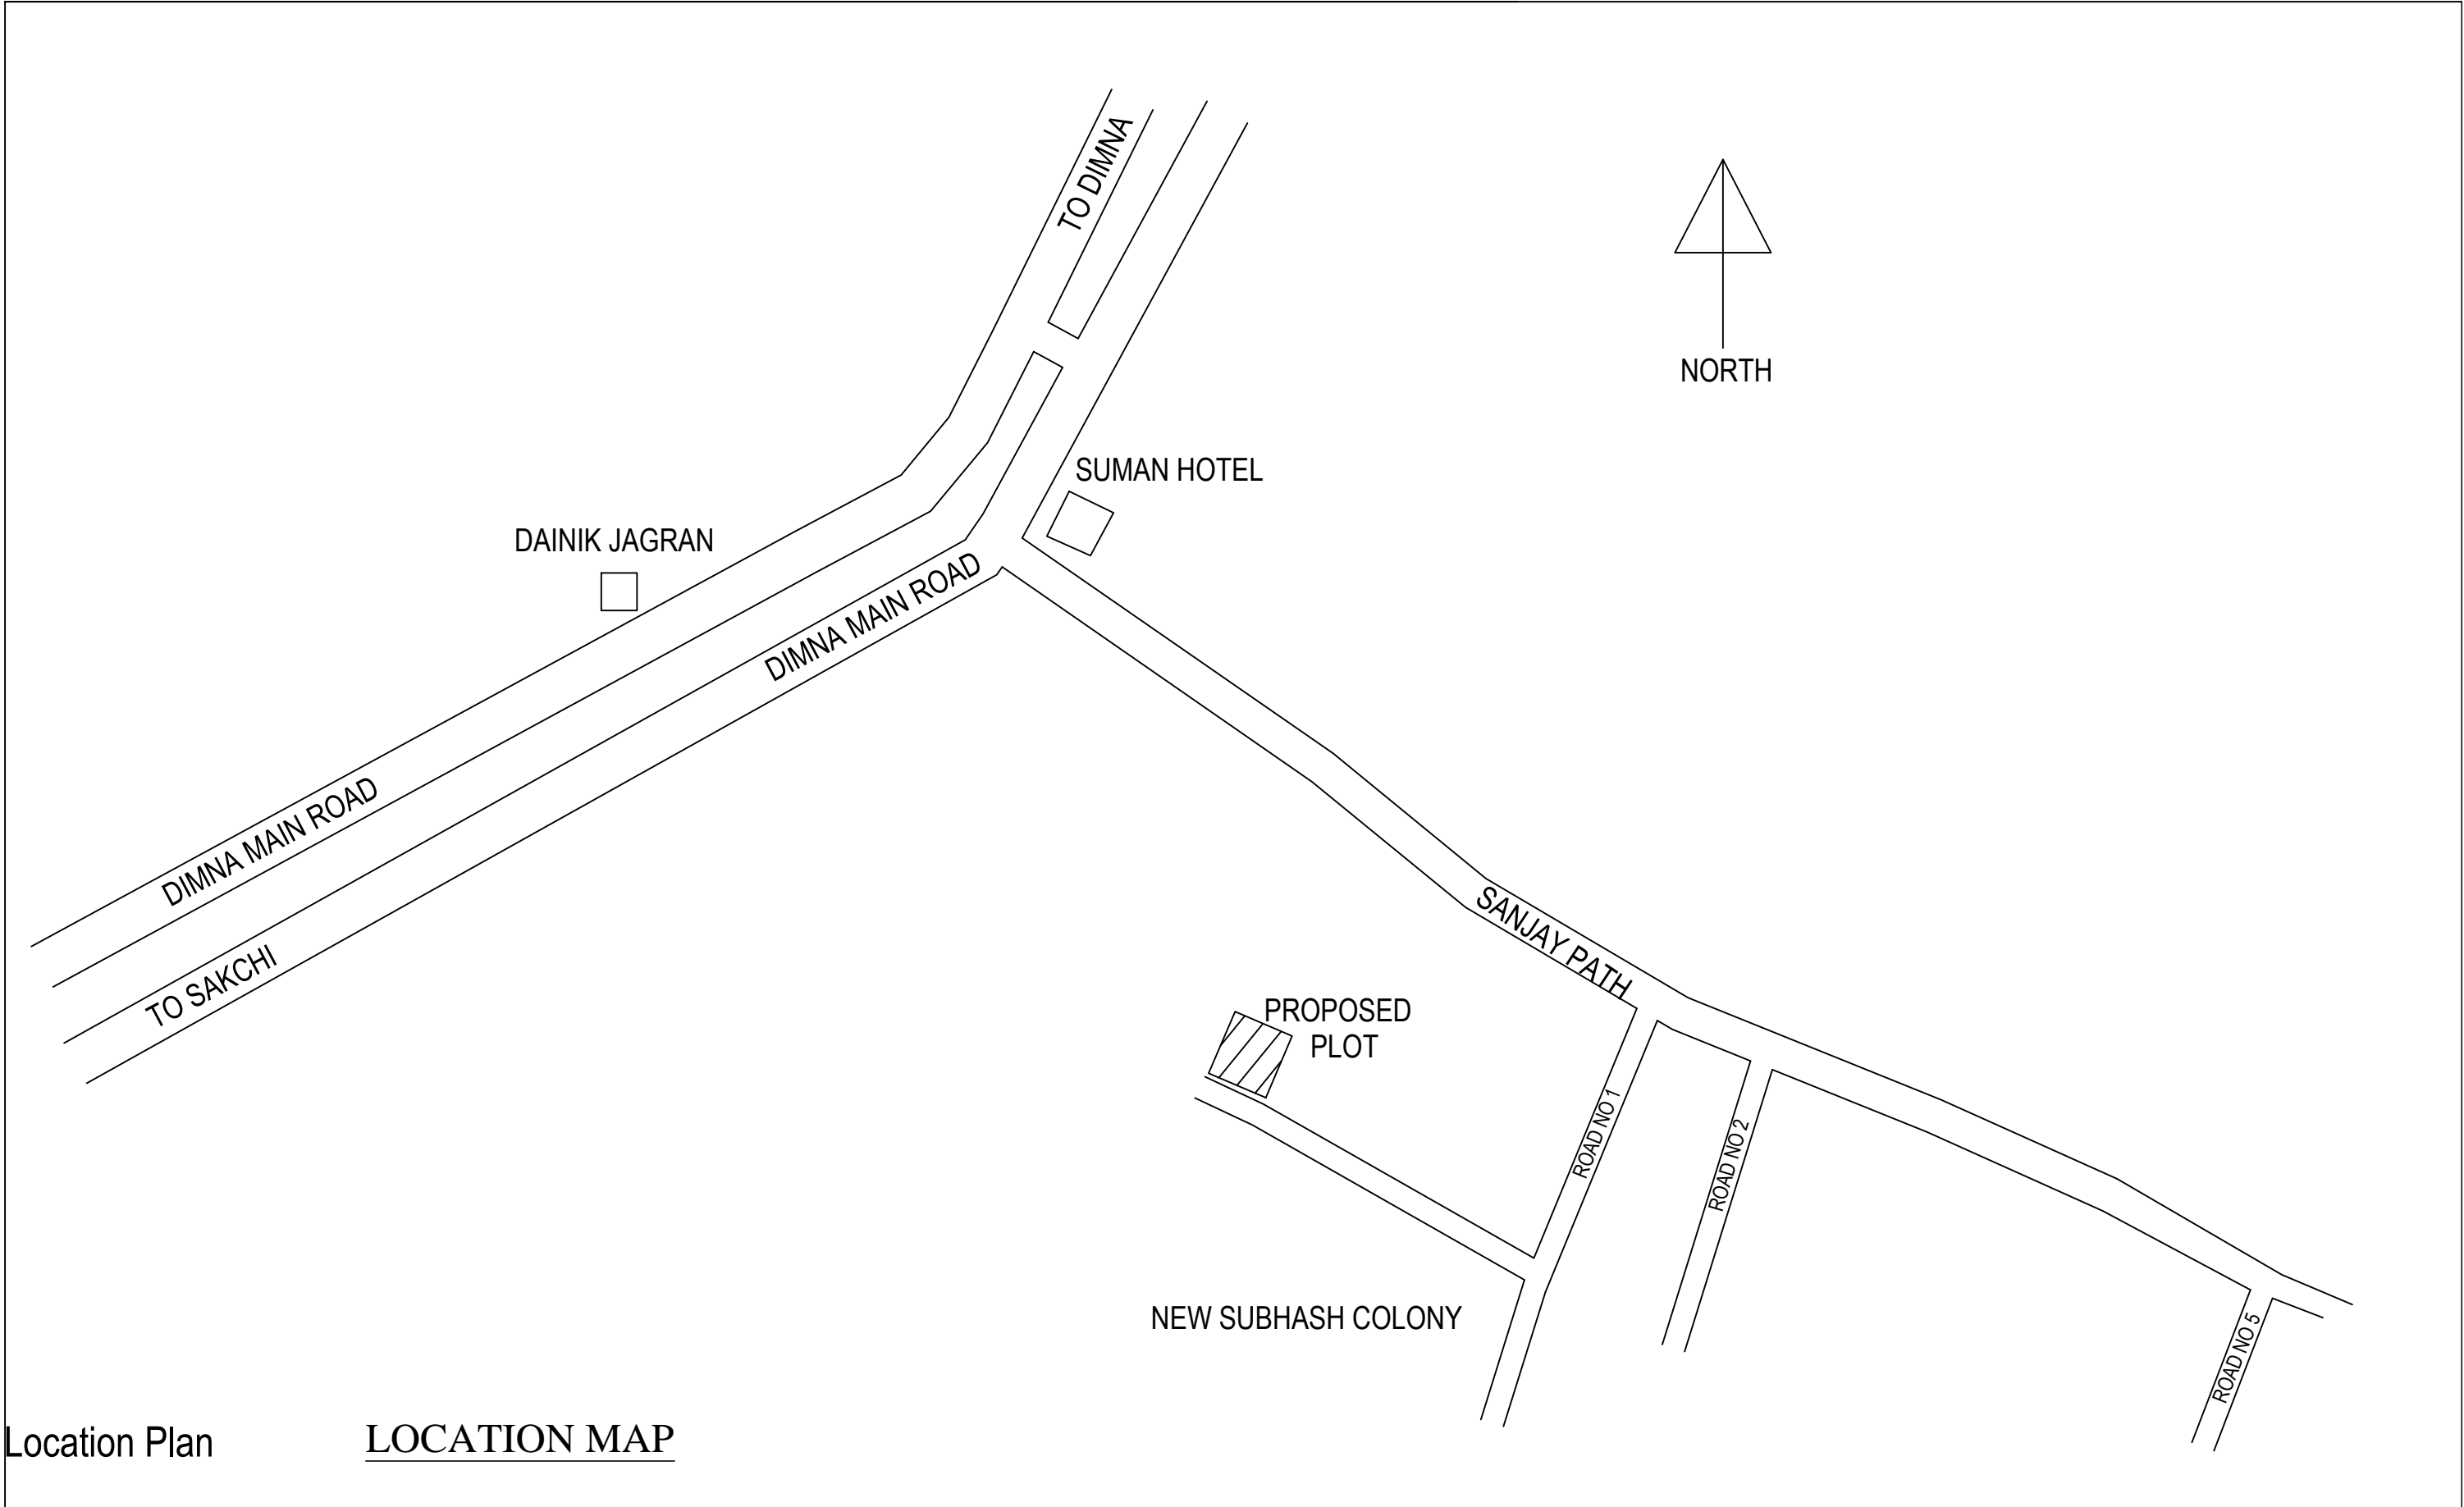 TO DIMNA
NORTH
SUMAN HOTEL
DAINIK JAGRAN
DIMNA MAIN ROAD
DIMNA MAIN ROAD
TO SAKCHI
SANJAY PATH
PROPOSED
PLOT
ROAD NO 1
ROAD NO 2
NEW SUBHASH COLONY
ROAD NO 5
Location Plan
LOCATION MAP